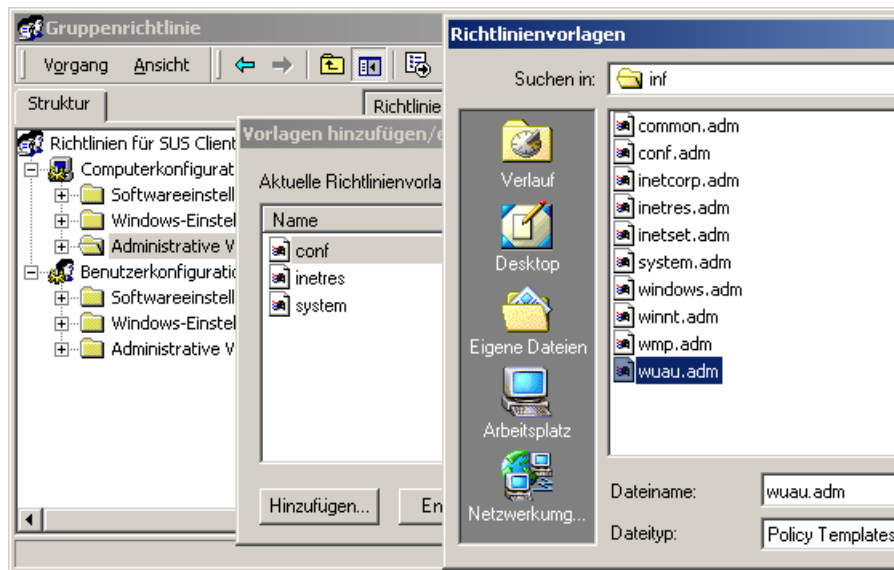 Gruppenrichtlinie
Vorgang Ansicht
Struktur
Richtlinie
Richtlinien für SUS Client
Computerkonfigurat
Softwareeinstell
Windows-Einstel
Administrative V
Benutzerkonfiguratio
Softwareeinstell
Windows-Einstel
Administrative V
Vorlagen hinzufügen/e
Aktuelle Richtlinienvorla
Name
conf
inetres
system
Hinzufügen... En
Richtlinienvorlagen
Suchen in: inf
Verlauf
Desktop
Eigene Dateien
Arbeitsplatz
Netzwerkumg...
common.adm
conf.adm
inetcorp.adm
inetres.adm
inetset.adm
system.adm
windows.adm
winnt.adm
wmp.adm
wuau.adm
Dateiname: wuau.adm
Dateityp: Policy Templates